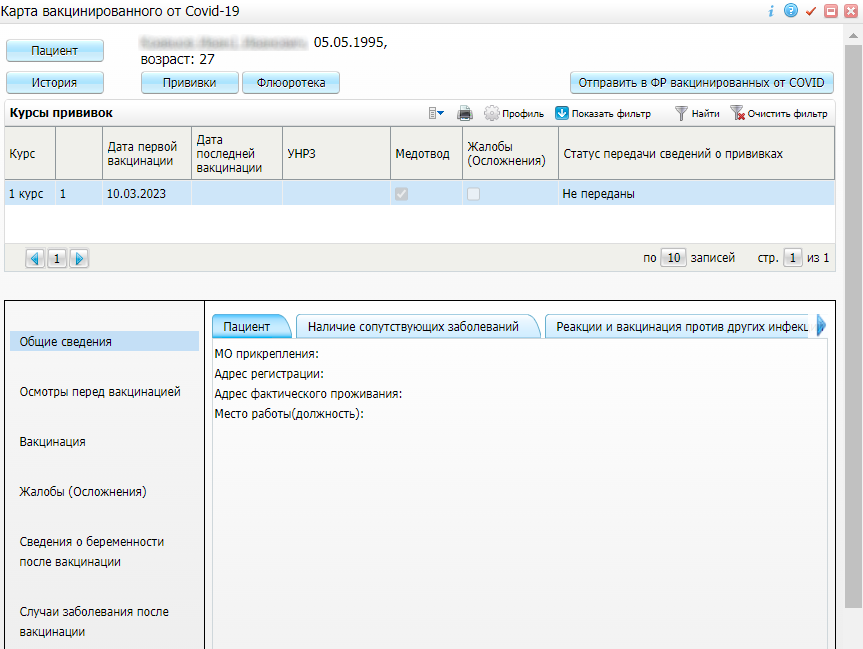 Карта вакцинированного от Covid-19
Пациент
05.05.1995,
возраст: 27
История
Прививки
Флюоротека
Отправить в ФР вакцинированных от COVID
Курсы прививок
Профиль
Показать фильтр
Найти
Очистить фильтр
Курс
Дата первой
вакцинации
Дата
последней
вакцинации
УНРЗ
Медотвод
Жалобы
(Осложнения)
Статус передачи сведений о прививках
1 курс 1 10.03.2023 Не переданы
1
по 10 записей стр. 1 из 1
Общие сведения
Осмотры перед вакцинацией
Вакцинация
Жалобы (Осложнения)
Сведения о беременности
после вакцинации
Случаи заболевания после
вакцинации
Пациент
Наличие сопутствующих заболеваний
Реакции и вакцинация против других инфекц
МО прикрепления:
Адрес регистрации:
Адрес фактического проживания:
Место работы(должность):